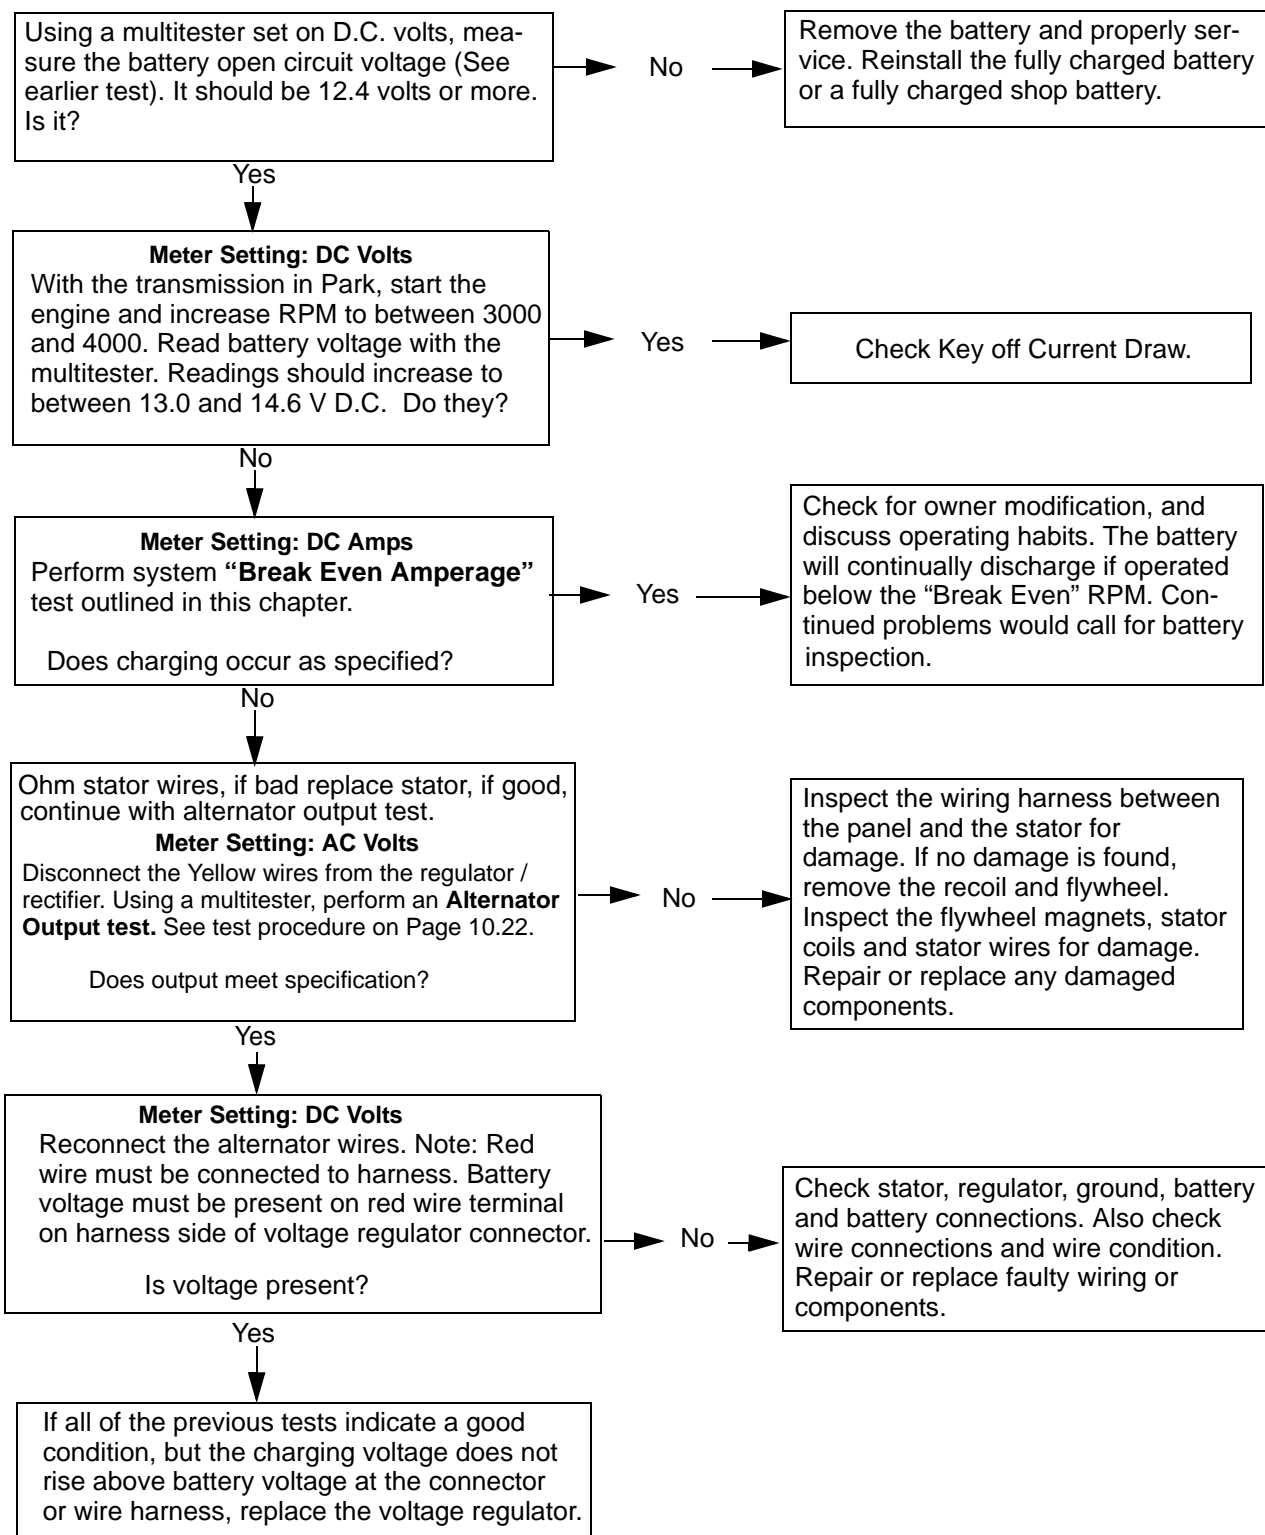 Using a multitester set on D.C. volts, mea-
sure the battery open circuit voltage (See
earlier test). It should be 12.4 volts or more.
Is it?
No
Remove the battery and properly ser-
vice. Reinstall the fully charged battery
or a fully charged shop battery.
Yes
Meter Setting: DC Volts
With the transmission in Park, start the
engine and increase RPM to between 3000
and 4000. Read battery voltage with the
multitester. Readings should increase to
between 13.0 and 14.6 V D.C.  Do they?
Yes
Check Key off Current Draw.
No
Meter Setting: DC Amps
Perform system “Break Even Amperage”
test outlined in this chapter.
Does charging occur as specified?
Yes
Check for owner modification, and
discuss operating habits. The battery
will continually discharge if operated
below the “Break Even” RPM. Con-
tinued problems would call for battery
inspection.
No
Ohm stator wires, if bad replace stator, if good,
continue with alternator output test.
Meter Setting: AC Volts
Disconnect the Yellow wires from the regulator /
rectifier. Using a multitester, perform an Alternator
Output test. See test procedure on Page 10.22.
Does output meet specification?
No
Inspect the wiring harness between
the panel and the stator for
damage. If no damage is found,
remove the recoil and flywheel.
Inspect the flywheel magnets, stator
coils and stator wires for damage.
Repair or replace any damaged
components.
Yes
Meter Setting: DC Volts
Reconnect the alternator wires. Note: Red
wire must be connected to harness. Battery
voltage must be present on red wire terminal
on harness side of voltage regulator connector.
Is voltage present?
No
Check stator, regulator, ground, battery
and battery connections. Also check
wire connections and wire condition.
Repair or replace faulty wiring or
components.
Yes
If all of the previous tests indicate a good
condition, but the charging voltage does not
rise above battery voltage at the connector
or wire harness, replace the voltage regulator.